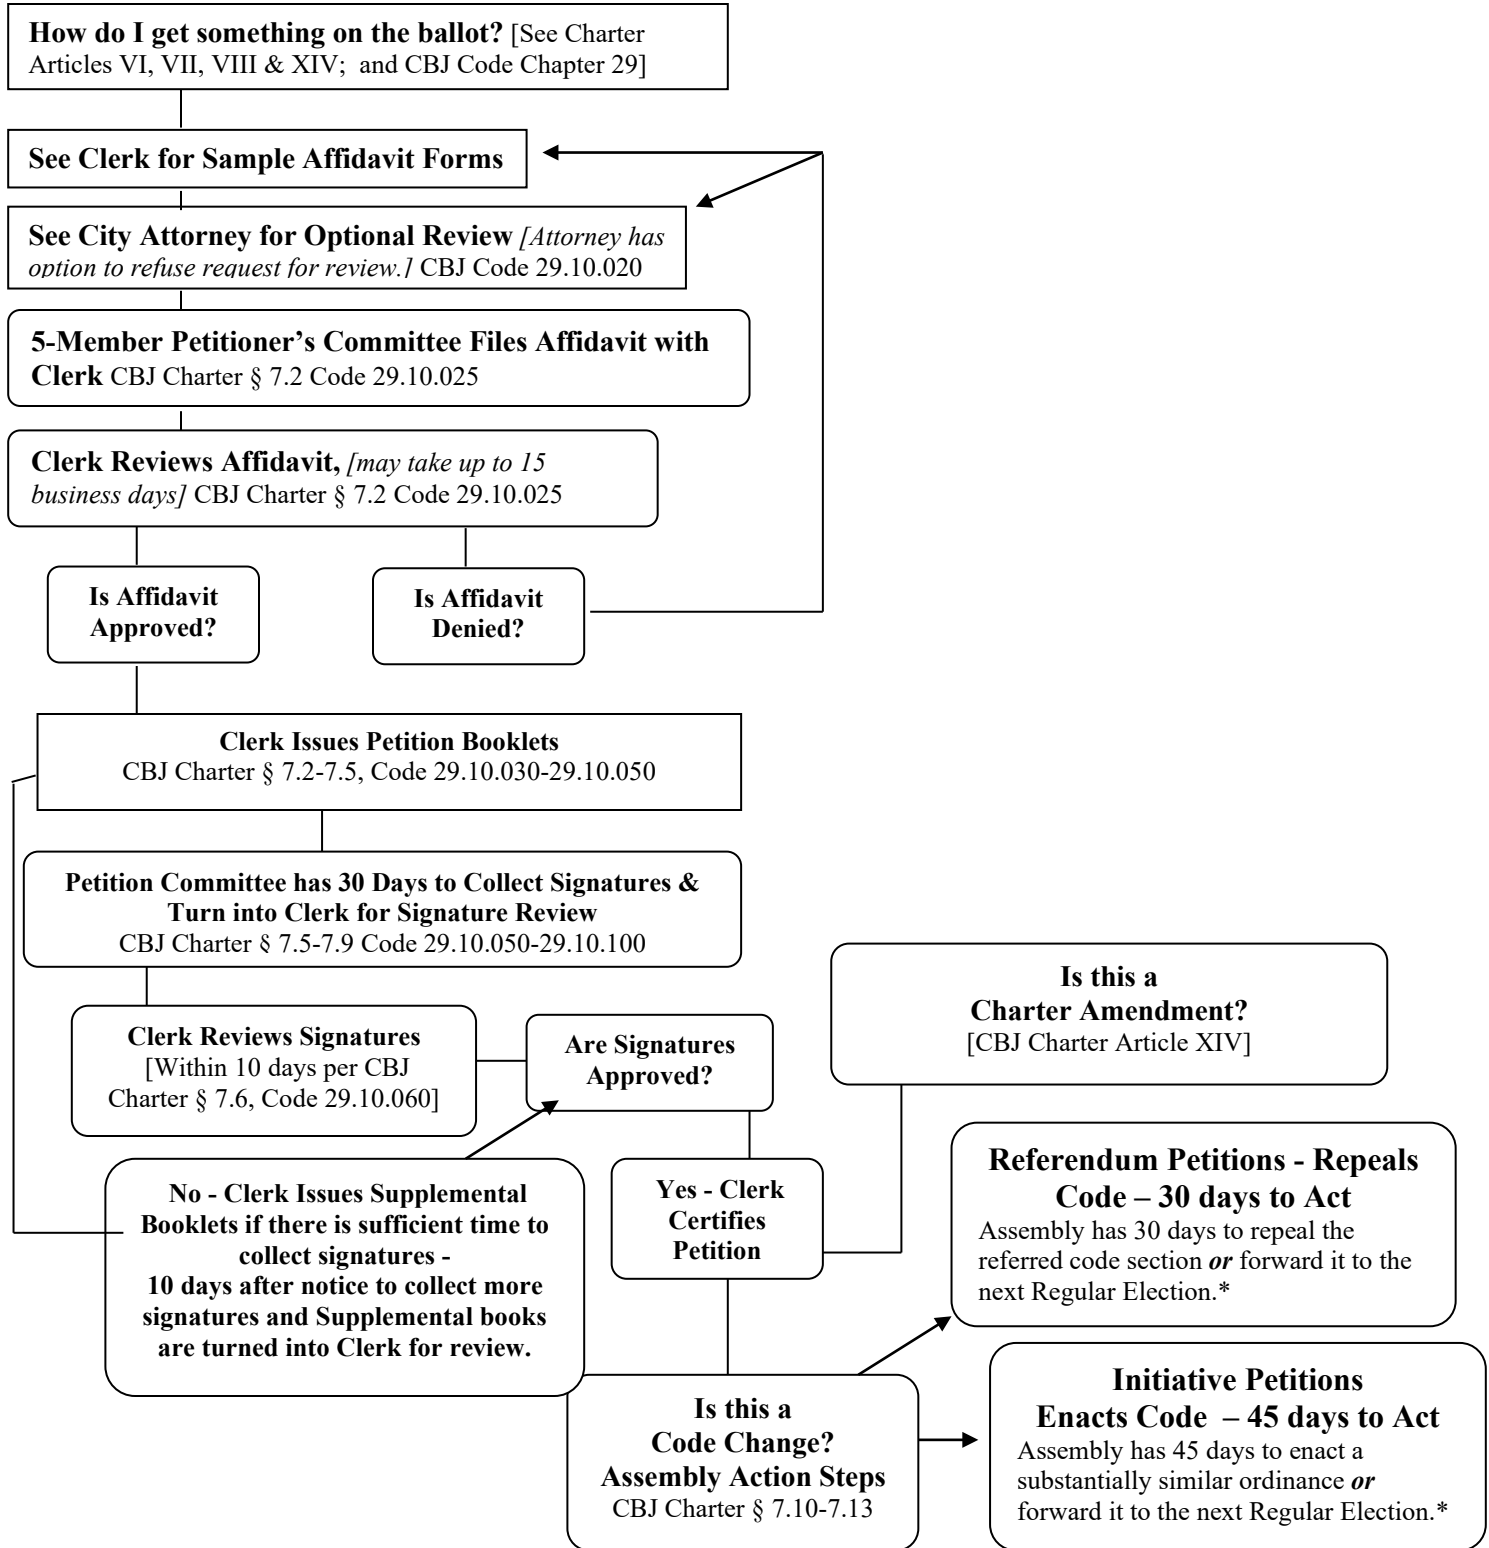 How do I get something on the ballot? [See Charter
Articles VI, VII, VIII & XIV;  and CBJ Code Chapter 29]
See Clerk for Sample Affidavit Forms
See City Attorney for Optional Review [Attorney has
option to refuse request for review.] CBJ Code 29.10.020
5-Member Petitioner’s Committee Files Affidavit with
Clerk CBJ Charter § 7.2 Code 29.10.025
Clerk Reviews Affidavit, [may take up to 15
business days] CBJ Charter § 7.2 Code 29.10.025
Is Affidavit
Approved?
Is Affidavit
Denied?
Clerk Issues Petition Booklets
CBJ Charter § 7.2-7.5, Code 29.10.030-29.10.050
Petition Committee has 30 Days to Collect Signatures &
Turn into Clerk for Signature Review
CBJ Charter § 7.5-7.9 Code 29.10.050-29.10.100
Clerk Reviews Signatures
[Within 10 days per CBJ
Charter § 7.6, Code 29.10.060]
Are Signatures
Approved?
Is this a
Charter Amendment?
[CBJ Charter Article XIV]
No - Clerk Issues Supplemental
Booklets if there is sufficient time to
collect signatures -
10 days after notice to collect more
signatures and Supplemental books
are turned into Clerk for review.
Yes - Clerk
Certifies
Petition
Referendum Petitions - Repeals
Code – 30 days to Act
Assembly has 30 days to repeal the
referred code section or forward it to the
next Regular Election.*
Is this a
Code Change?
Assembly Action Steps
CBJ Charter § 7.10-7.13
Initiative Petitions
Enacts Code  – 45 days to Act
Assembly has 45 days to enact a
substantially similar ordinance or
forward it to the next Regular Election.*